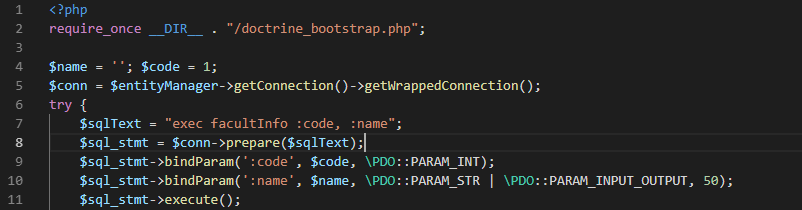 1 <?php
2 require_once __DIR__ . "/doctrine_bootstrap.php";
3
4 $name = ''; $code = 1;
5 $conn = $entityManager->getConnection()->getWrappedConnection();
6 try {
7 $sqlText = "exec facultInfo :code, :name";
8 $sql_stmt = $conn->prepare($sqlText);
9 $sql_stmt->bindParam(':code', $code, \PDO::PARAM_INT);
10 $sql_stmt->bindParam(':name', $name, \PDO::PARAM_STR | \PDO::PARAM_INPUT_OUTPUT, 50);
11 $sql_stmt->execute();